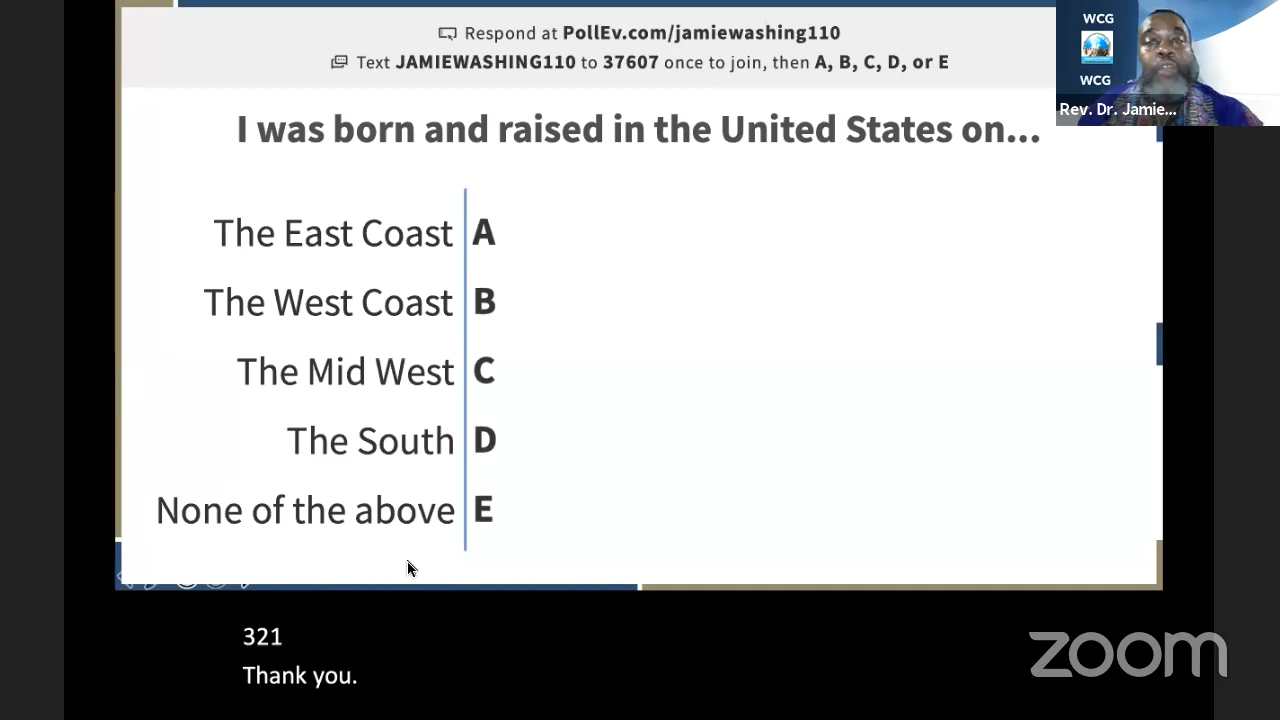 Respond at PollEv.com/jamiewashing110
Text JAMIEWASHING110 to 37607 once to join, then A, B, C, D, or E
WCG
WCG
Rev. Dr. Jamie...
I was born and raised in the United States on...
The East Coast A
The West Coast B
The Mid West C
The South D
None of the above E
321
Thank you.
zoom